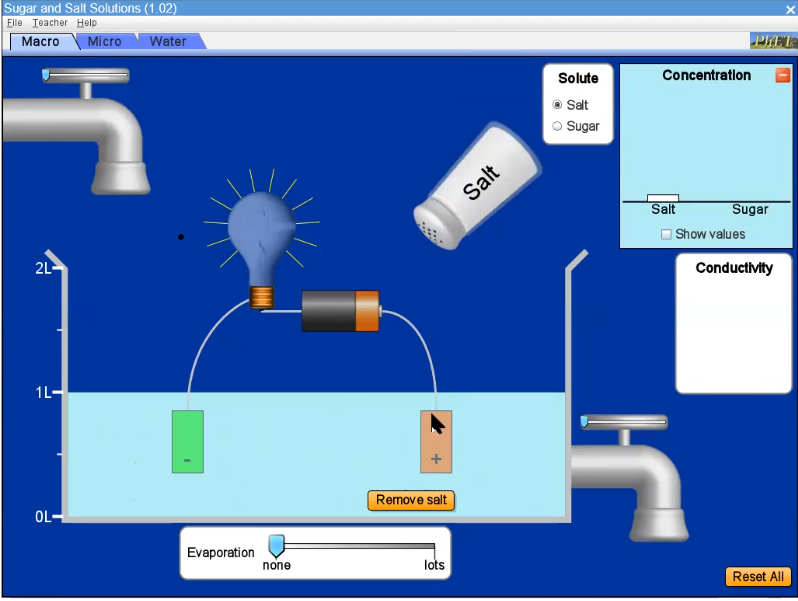 Sugar and Salt Solutions (1.02)
File Teacher Help
Macro Micro Water
PhET
Solute
Salt
Sugar
Concentration
Salt Sugar
Show values
Conductivity
Salt
2L
1L
0L
-
+
Remove salt
Evaporation
none lots
Reset All